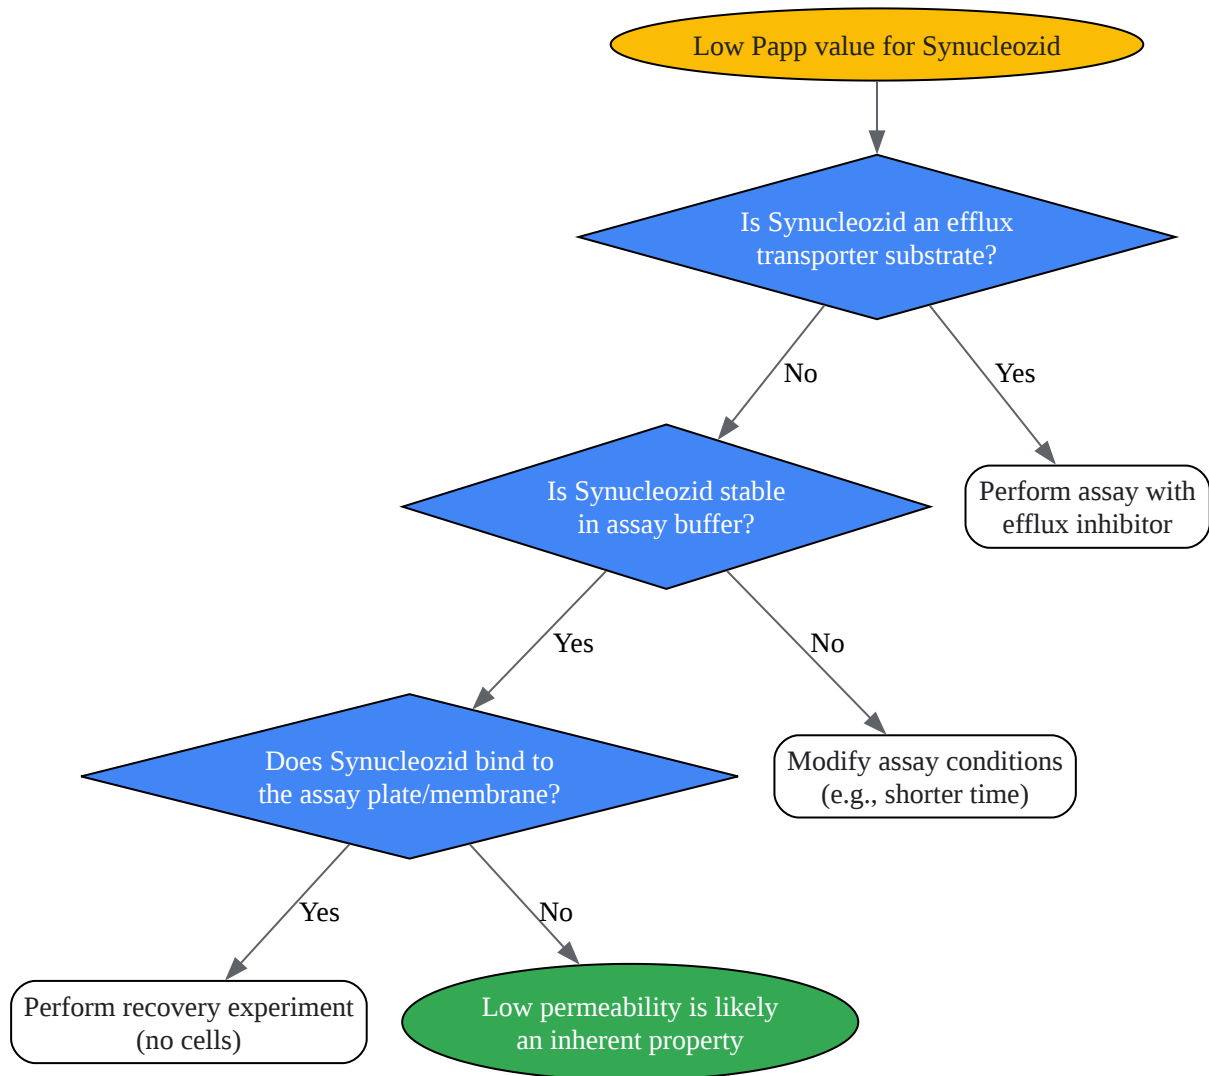 Low Papp value for Synucleozid
Is Synucleozid an efflux
transporter substrate?
No
Yes
Is Synucleozid stable
in assay buffer?
Perform assay with
efflux inhibitor
Yes
No
Does Synucleozid bind to
the assay plate/membrane?
Modify assay conditions
(e.g., shorter time)
Yes
No
Perform recovery experiment
(no cells)
Low permeability is likely
an inherent property